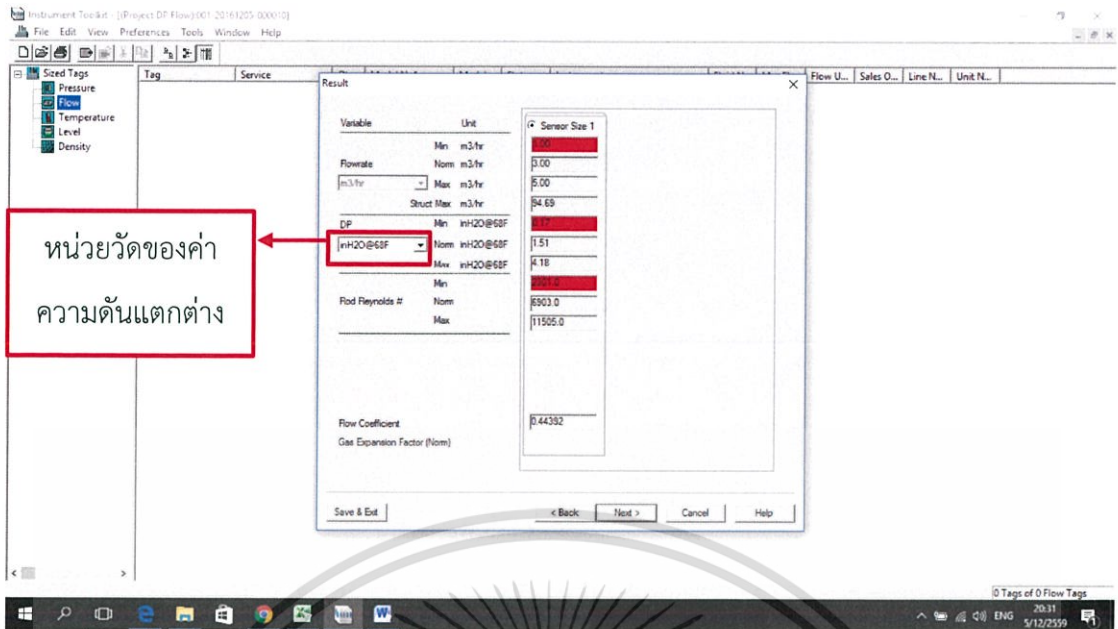 Instrument Toolkit - [(Project DP Flow)001-20161205-000010]
File Edit View Preferences Tools Window Help
Sized Tags
Pressure
Flow
Temperature
Level
Density
Tag Service Flow U... Sales O... Line N... Unit N...
Result
Variable Unit Sensor Size 1
Min m3/hr
Flowrate Norm m3/hr 3.00
m3/hr Max m3/hr 5.00
Struct Max m3/hr 94.69
DP Min inH2O@68F
inH2O@68F Norm inH2O@68F 1.51
Max inH2O@68F 4.18
Min
Rod Reynolds # Norm 6903.0
Max 11505.0
Flow Coefficient 0.44392
Gas Expansion Factor (Norm)
Save & Exit < Back Next > Cancel Help
หน่วยวัดของค่า
ความดันแตกต่าง
0 Tags of 0 Flow Tags
ENG 20:31
5/12/2559